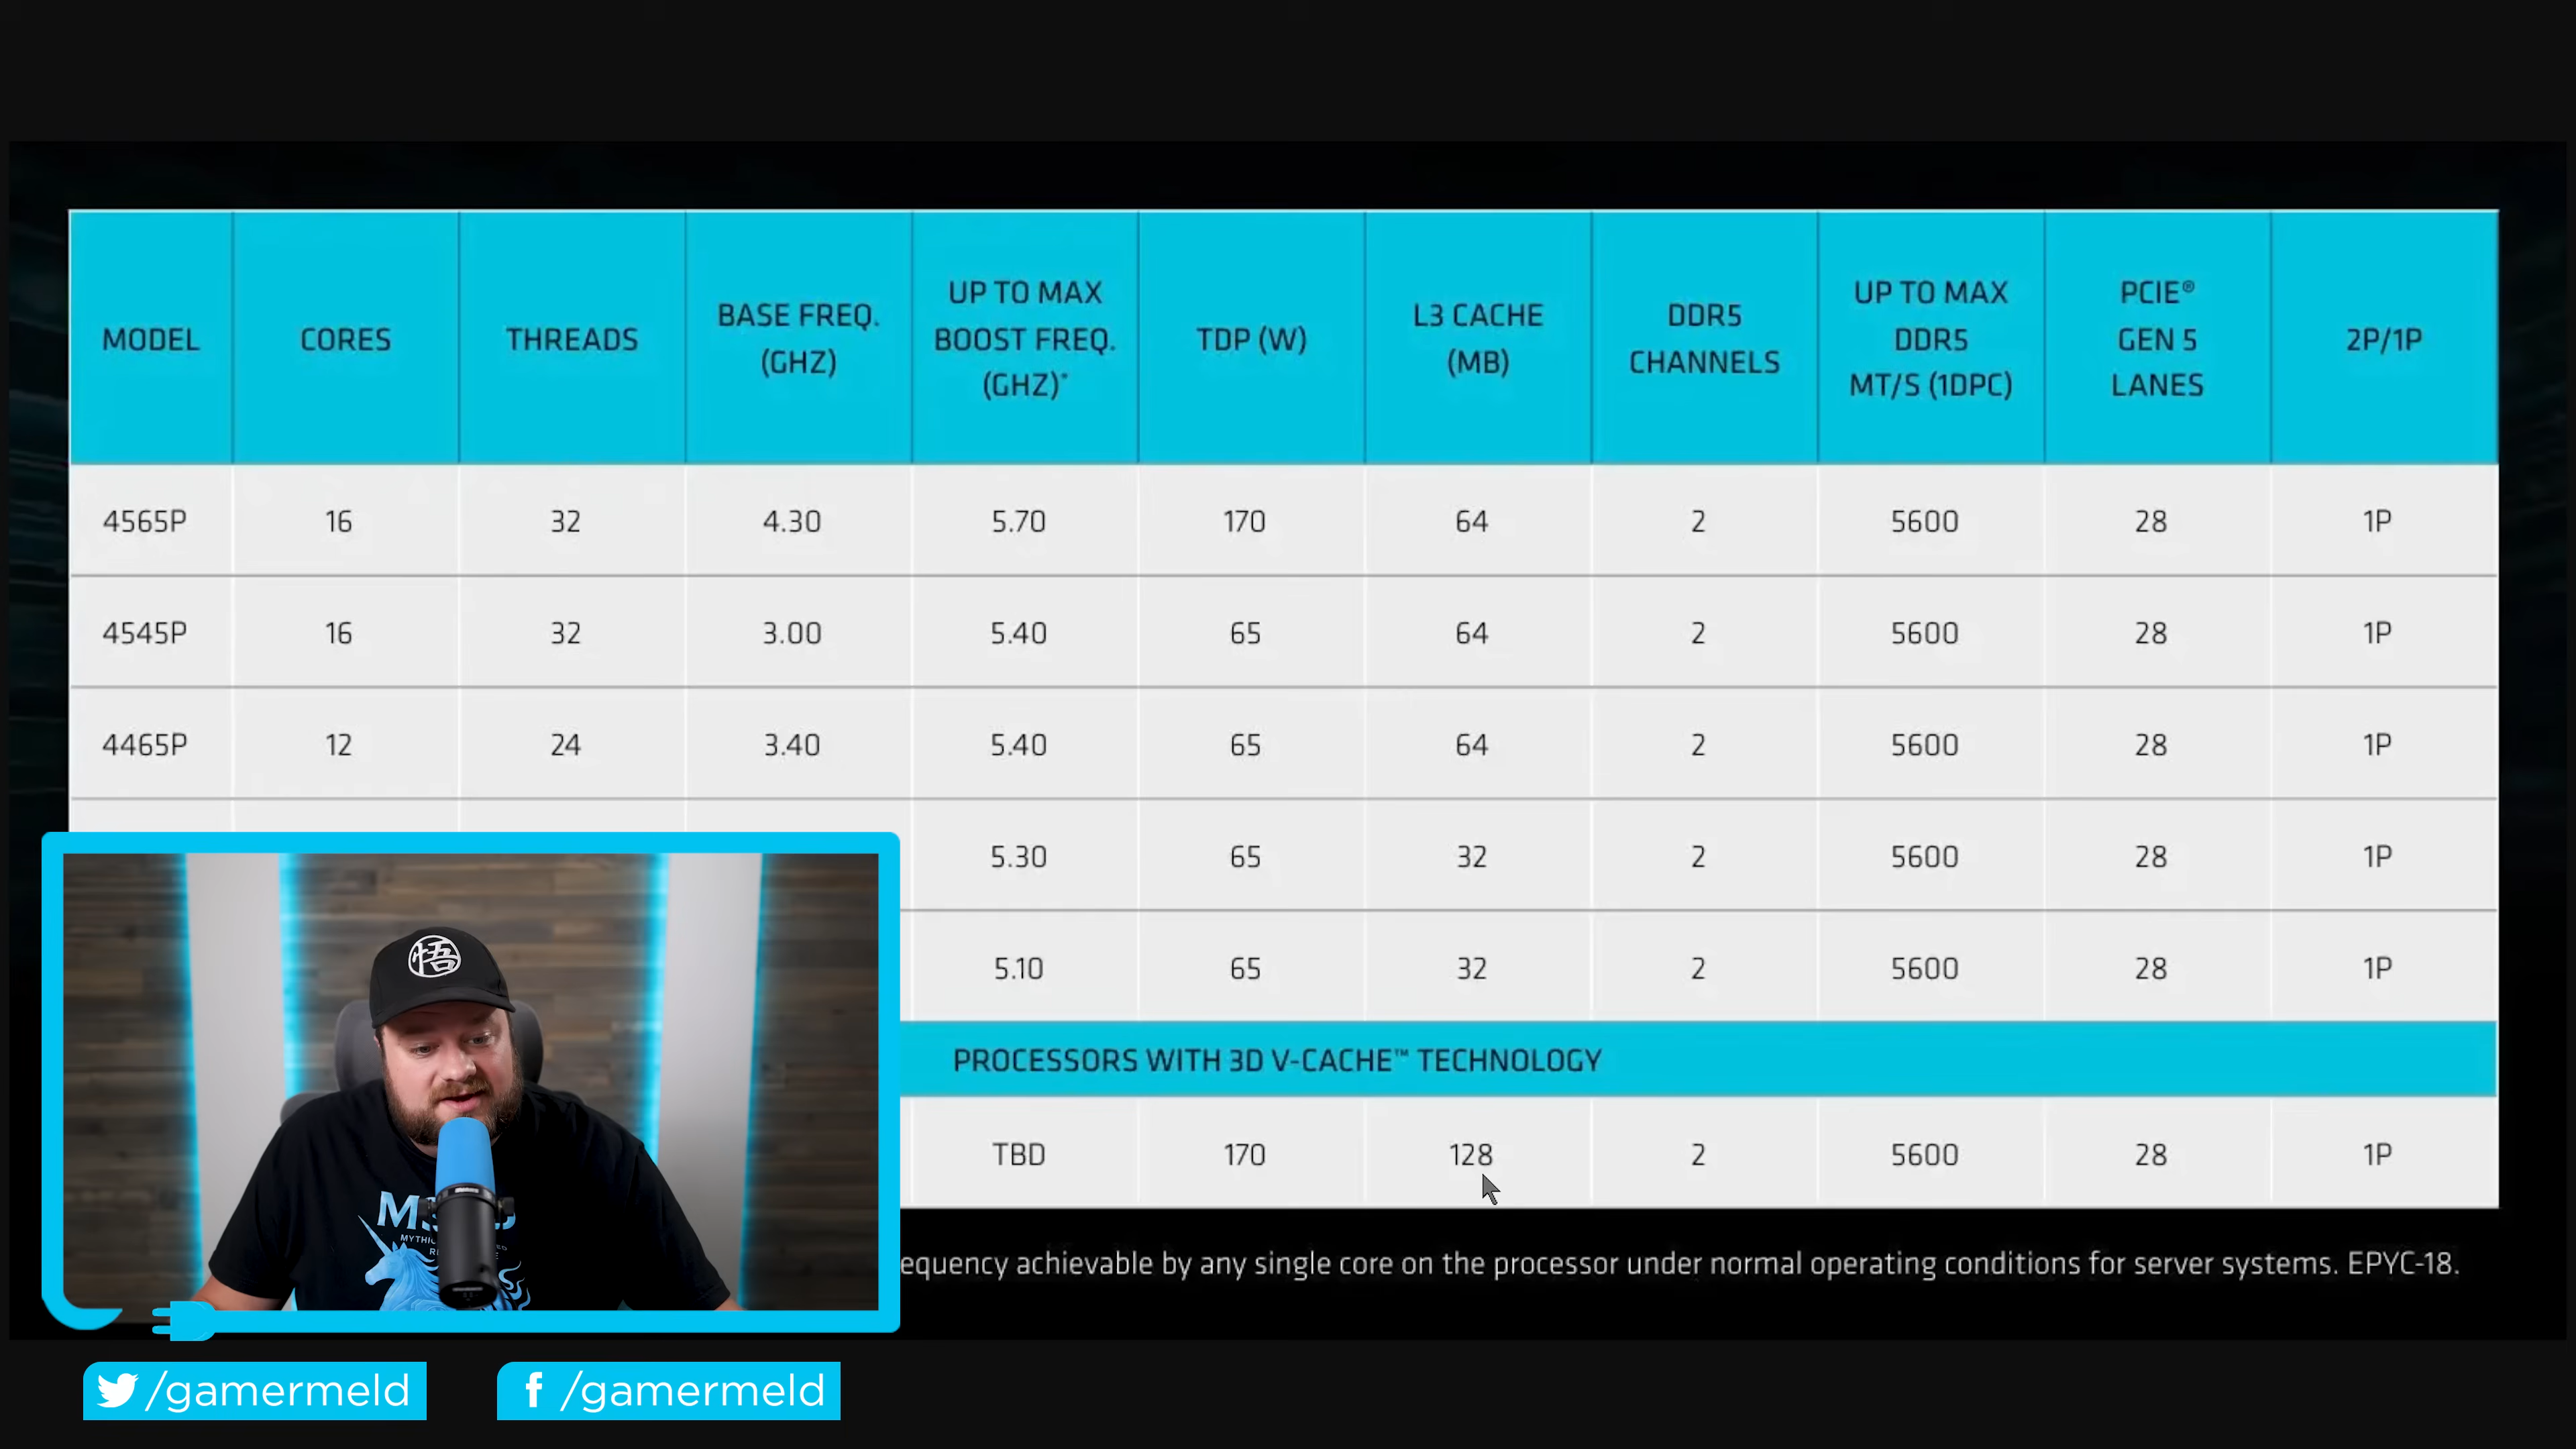 MODEL CORES THREADS BASE FREQ. (GHZ) UP TO MAX BOOST FREQ. (GHZ)* TDP (W) L3 CACHE (MB) DDR5 CHANNELS UP TO MAX DDR5 MT/S (1DPC) PCIE® GEN 5 LANES 2P/1P
4565P 16 32 4.30 5.70 170 64 2 5600 28 1P
4545P 16 32 3.00 5.40 65 64 2 5600 28 1P
4465P 12 24 3.40 5.40 65 64 2 5600 28 1P
5.30 65 32 2 5600 28 1P
5.10 65 32 2 5600 28 1P
PROCESSORS WITH 3D V-CACHE™ TECHNOLOGY
TBD 170 128 2 5600 28 1P
equency achievable by any single core on the processor under normal operating conditions for server systems. EPYC-18.
悟
/gamermeld
f /gamermeld